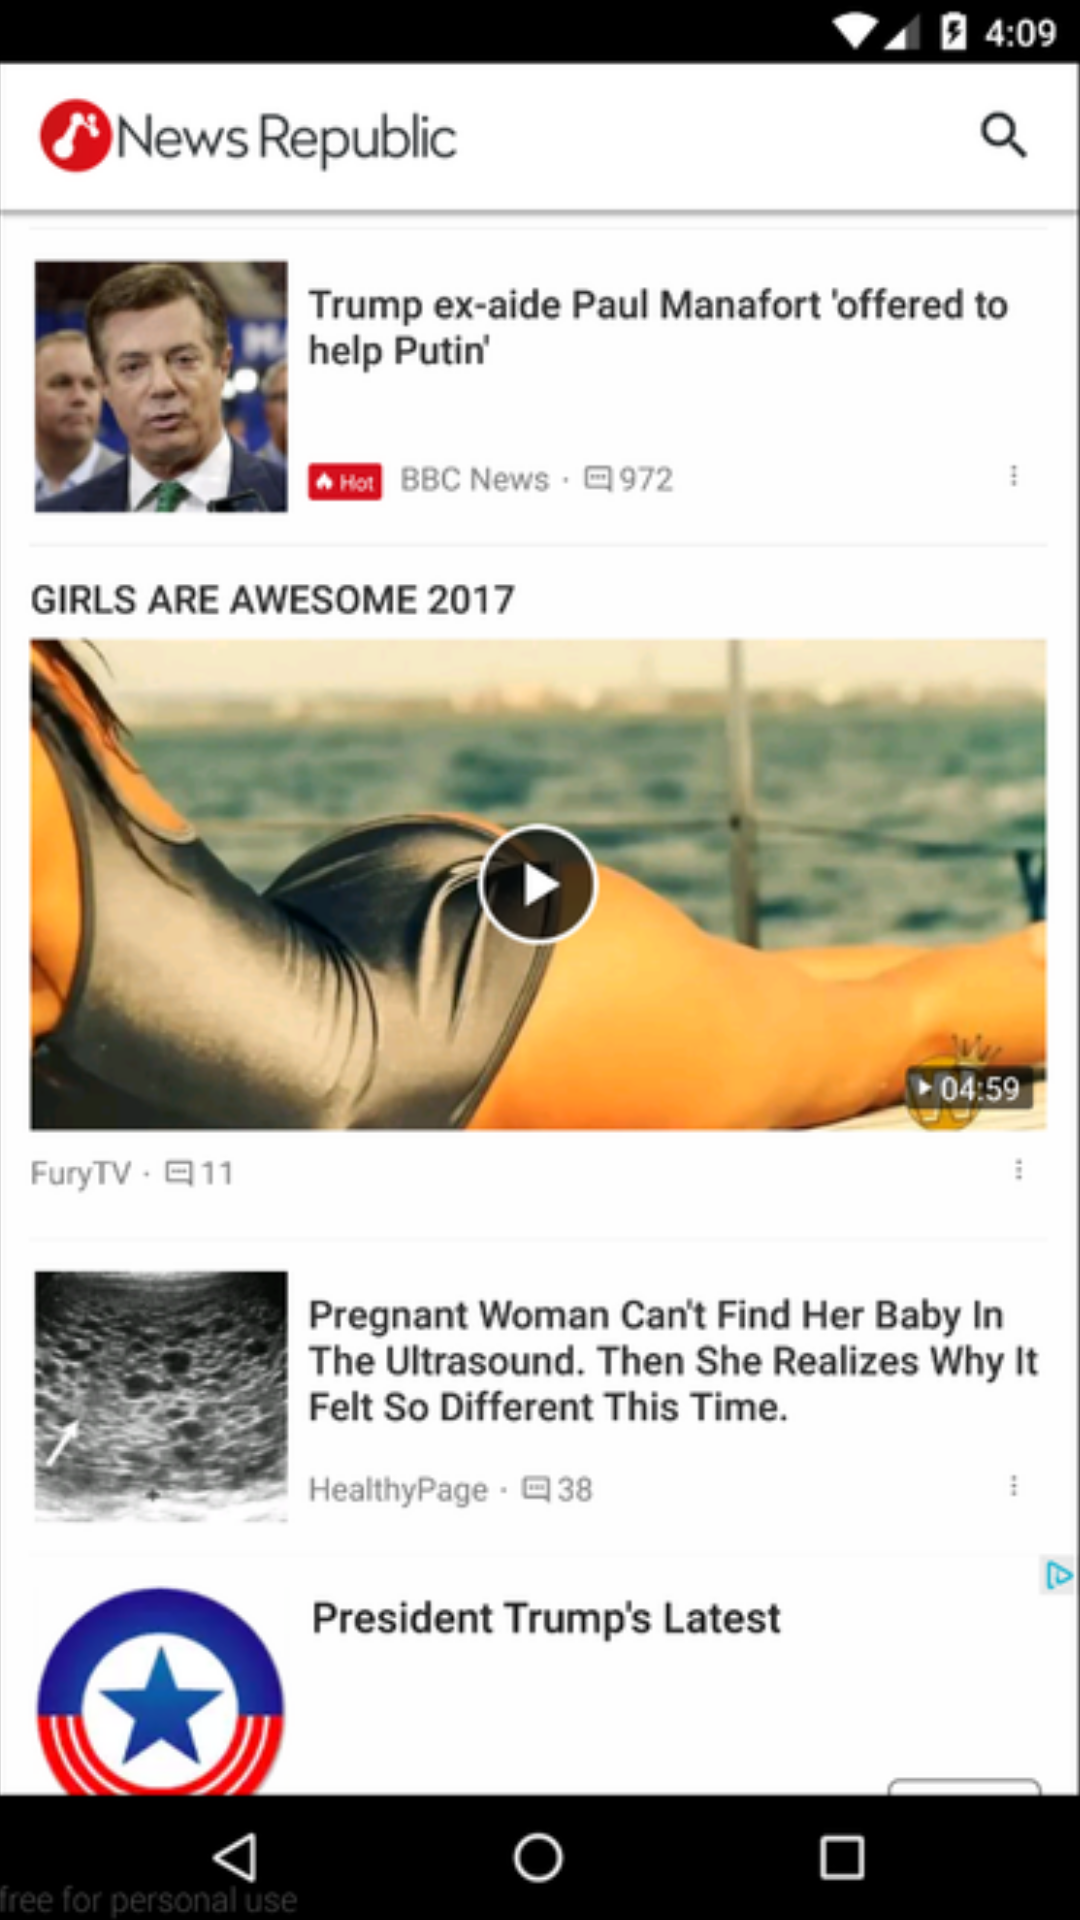 4:09
News Republic
Trump ex-aide Paul Manafort 'offered to
help Putin'
Hot BBC News · 972
GIRLS ARE AWESOME 2017
04:59
FuryTV · 11
Pregnant Woman Can't Find Her Baby In
The Ultrasound. Then She Realizes Why It
Felt So Different This Time.
HealthyPage · 38
President Trump's Latest
free for personal use